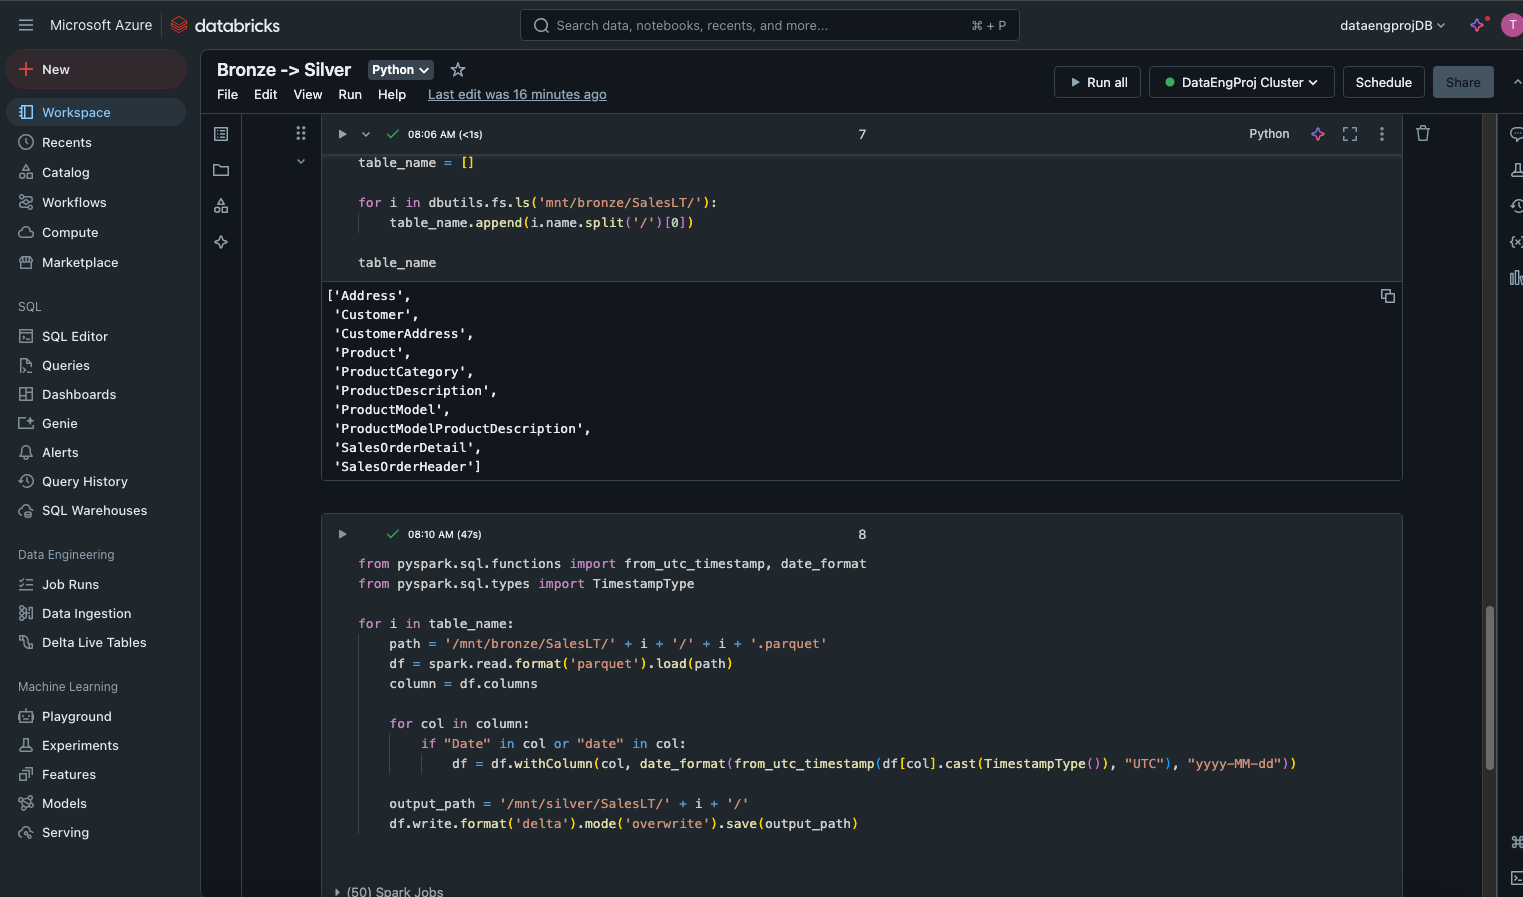 Microsoft Azure
databricks
Search data, notebooks, recents, and more...
⌘ + P
dataengprojDB
T
New
Workspace
Recents
Catalog
Workflows
Compute
Marketplace
SQL
SQL Editor
Queries
Dashboards
Genie
Alerts
Query History
SQL Warehouses
Data Engineering
Job Runs
Data Ingestion
Delta Live Tables
Machine Learning
Playground
Experiments
Features
Models
Serving
Bronze -> Silver
Python
File Edit View Run Help Last edit was 16 minutes ago
Run all
DataEngProj Cluster
Schedule
Share
08:06 AM (<1s)
7
Python
table_name = []
for i in dbutils.fs.ls('mnt/bronze/SalesLT/'):
    table_name.append(i.name.split('/')[0])
table_name
['Address',
 'Customer',
 'CustomerAddress',
 'Product',
 'ProductCategory',
 'ProductDescription',
 'ProductModel',
 'ProductModelProductDescription',
 'SalesOrderDetail',
 'SalesOrderHeader']
08:10 AM (47s)
8
from pyspark.sql.functions import from_utc_timestamp, date_format
from pyspark.sql.types import TimestampType
for i in table_name:
    path = '/mnt/bronze/SalesLT/' + i + '/' + i + '.parquet'
    df = spark.read.format('parquet').load(path)
    column = df.columns
    for col in column:
        if "Date" in col or "date" in col:
            df = df.withColumn(col, date_format(from_utc_timestamp(df[col].cast(TimestampType()), "UTC"), "yyyy-MM-dd"))
    output_path = '/mnt/silver/SalesLT/' + i + '/'
    df.write.format('delta').mode('overwrite').save(output_path)
(50) Spark Jobs